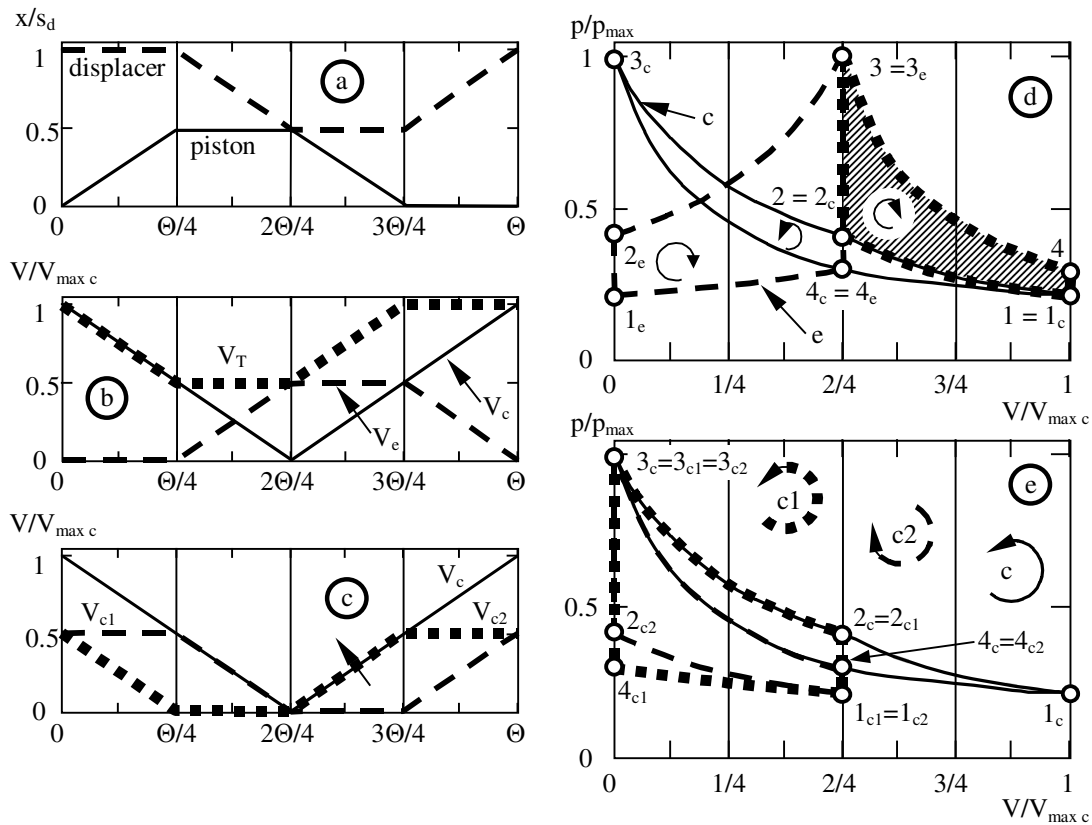 x/s_d
1
displacer
a
0.5
piston
0
0 Θ/4 2Θ/4 3Θ/4 Θ
V/V_max c
1
V_T
0.5
b
V_e
V_c
0
0 Θ/4 2Θ/4 3Θ/4 Θ
V/V_max c
1
V_c1
c
V_c
V_c2
0.5
0
0 Θ/4 2Θ/4 3Θ/4 Θ
p/p_max
1
3_c
3 = 3_e
d
c
0.5
2 = 2_c
2_e
4
1_e
4_c = 4_e
1 = 1_c
e
0
0 1/4 2/4 3/4 1
V/V_max c
p/p_max
1
3_c=3_c1=3_c2
e
c1
c2
c
0.5
2_c2
2_c=2_c1
4_c=4_c2
4_c1
1_c1=1_c2
1_c
0
0 1/4 2/4 3/4 1
V/V_max c